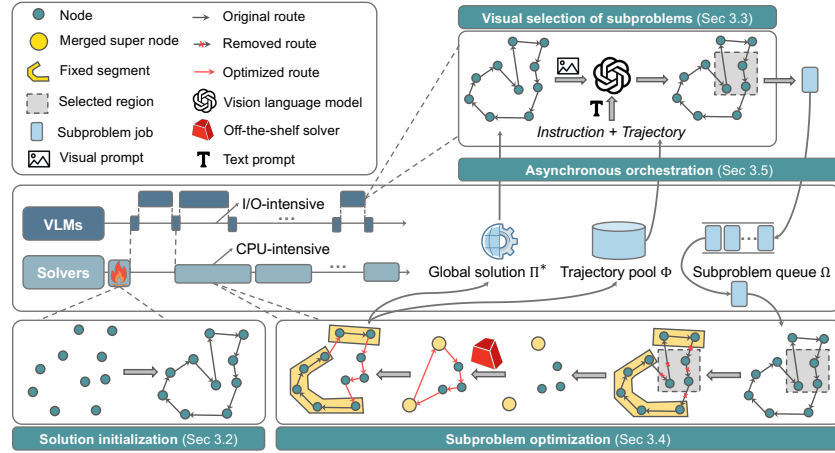 Node
Merged super node
Fixed segment
Selected region
Subproblem job
Visual prompt
Original route
Removed route
Optimized route
Vision language model
Off-the-shelf solver
T Text prompt
Visual selection of subproblems (Sec 3.3)
T
Instruction + Trajectory
Asynchronous orchestration (Sec 3.5)
VLMs
I/O-intensive
...
Solvers
CPU-intensive
...
Global solution Π*
Trajectory pool Φ
...
Subproblem queue Ω
Solution initialization (Sec 3.2)
Subproblem optimization (Sec 3.4)